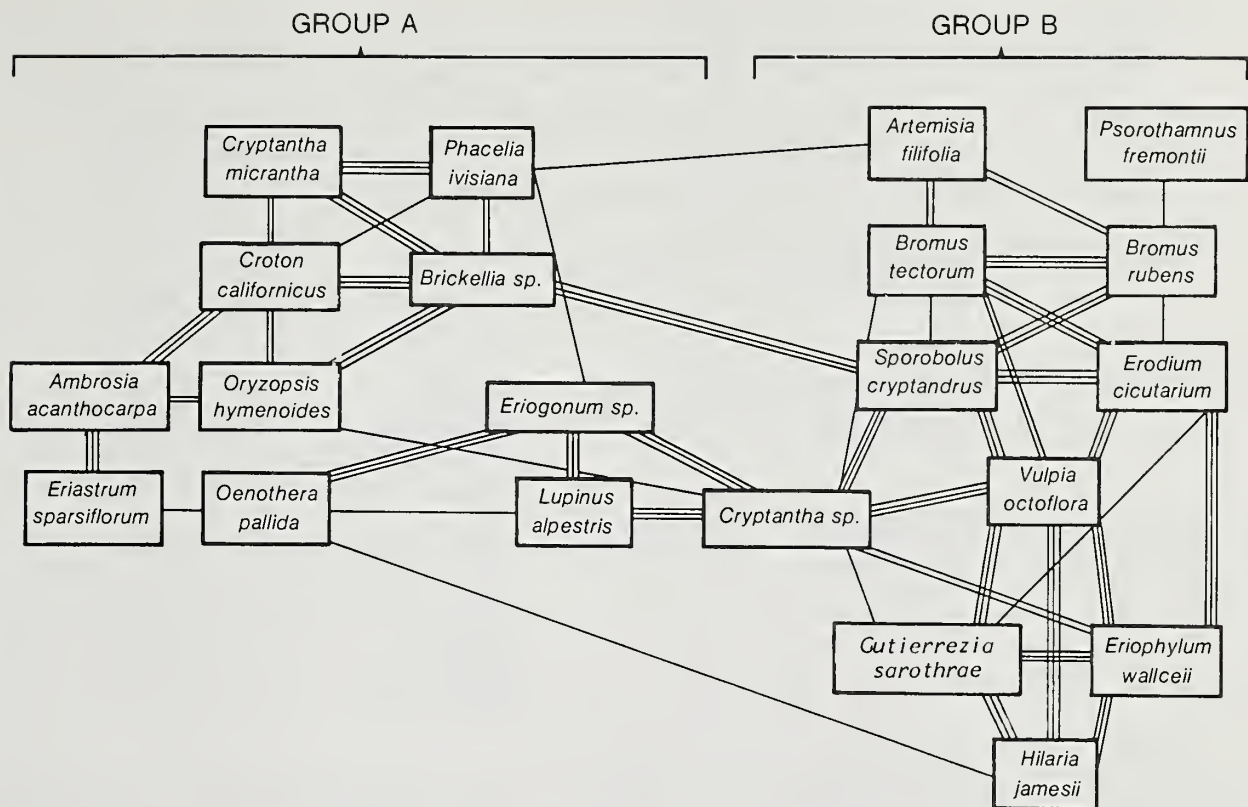 GROUP A
GROUP B
Cryptantha
micrantha
Phacelia
ivisiana
Artemisia
filifolia
Psorothamnus
fremontii
Croton
californicus
Brickellia sp.
Bromus
tectorum
Bromus
rubens
Ambrosia
acanthocarpa
Oryzopsis
hymenoides
Eriogonum sp.
Sporobolus
cryptandrus
Erodium
cicutarium
Eriastrum
sparsiflorum
Oenothera
pallida
Lupinus
alpestris
Cryptantha sp.
Vulpia
octoflora
Gutierrezia
sarothrae
Eriophylum
wallceii
Hilaria
jamesii